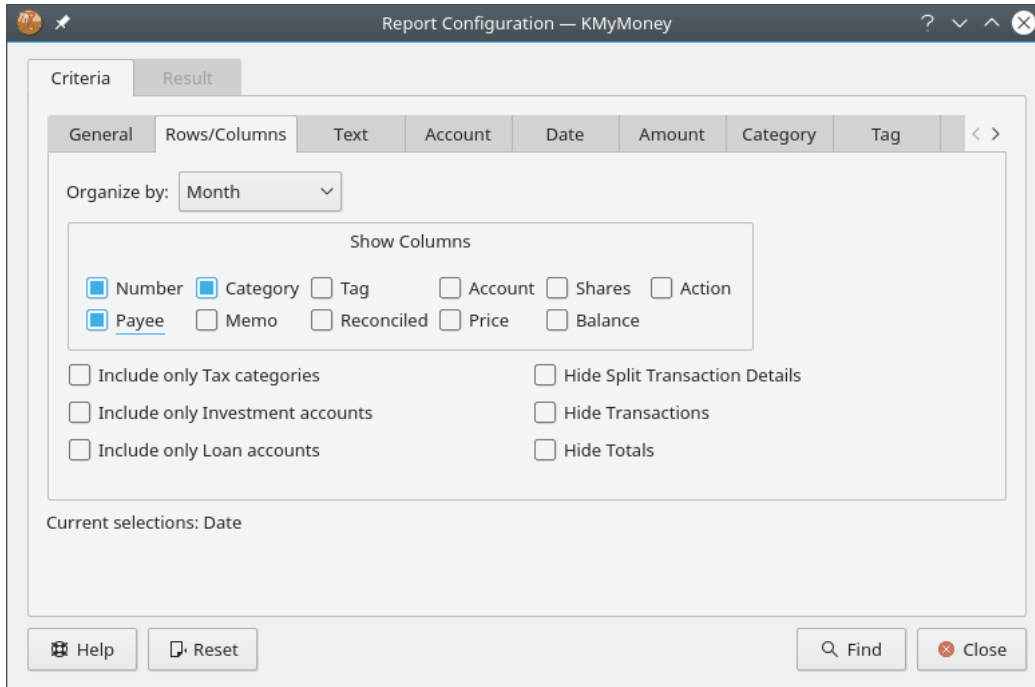 Report Configuration — KMyMoney
Criteria Result
General Rows/Columns Text Account Date Amount Category Tag
Organize by: Month
Show Columns
Number Category Tag Account Shares Action
Payee Memo Reconciled Price Balance
Include only Tax categories Hide Split Transaction Details
Include only Investment accounts Hide Transactions
Include only Loan accounts Hide Totals
Current selections: Date
Help Reset Find Close